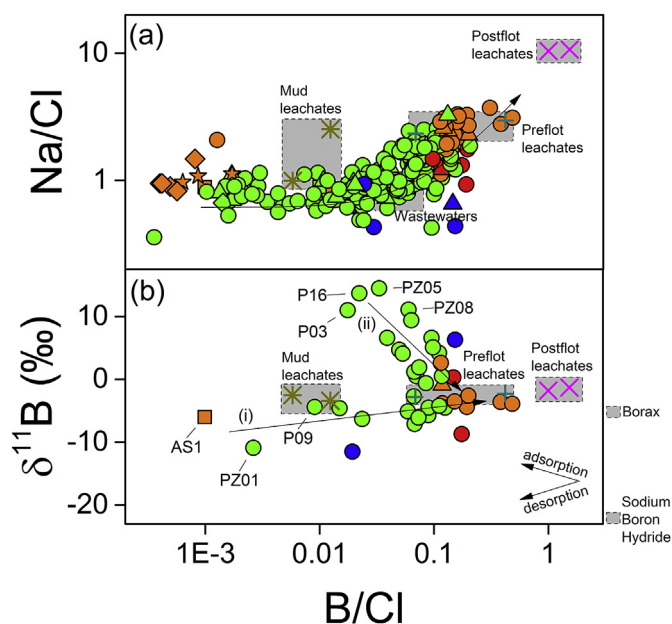 (a)
Postflot
leachates
10
Na/Cl
Mud
leachates
Preflot
leachates
1
Wastewaters
(b)
P16
PZ05
10
P03
(ii)
PZ08
δ11B (‰)
Mud
leachates
Preflot
leachates
Postflot
leachates
0
(i)
AS1
P09
Borax
-10
PZ01
adsorption
desorption
-20
Sodium
Boron
Hydride
1E-3
0.01
0.1
1
B/Cl